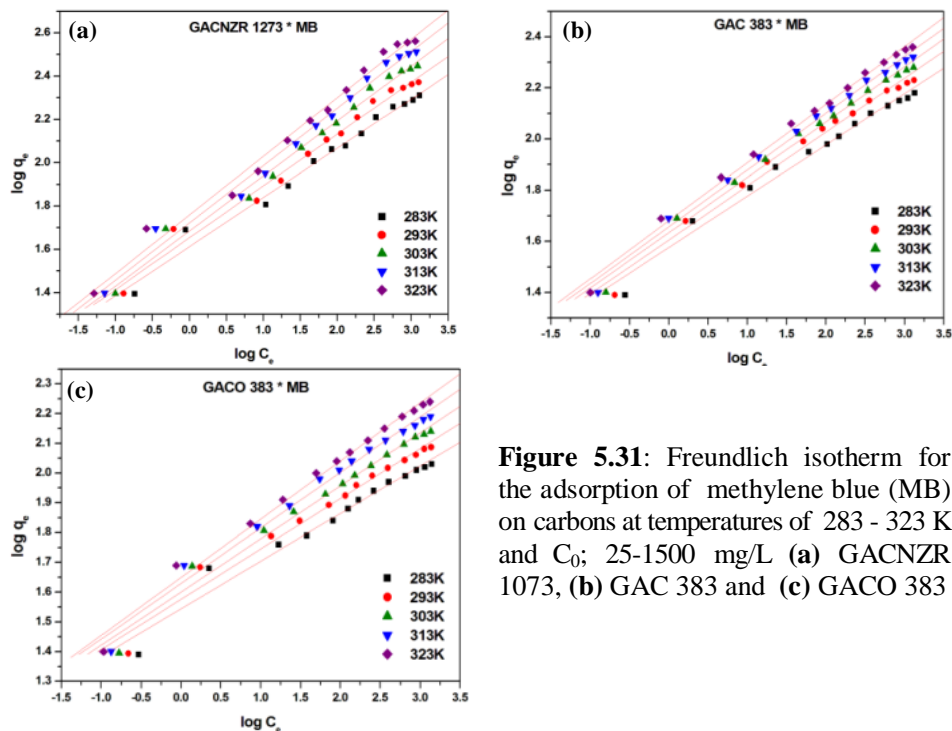 (a)
GACNZR 1273 * MB
log qe
2.6
2.4
2.2
2.0
1.8
1.6
1.4
283K
293K
303K
313K
323K
-1.5 -1.0 -0.5 0.0 0.5 1.0 1.5 2.0 2.5 3.0 3.5
log Ce
(b)
GAC 383 * MB
log qe
2.6
2.4
2.2
2.0
1.8
1.6
1.4
283K
293K
303K
313K
323K
-1.5 -1.0 -0.5 0.0 0.5 1.0 1.5 2.0 2.5 3.0 3.5
log Ce
(c)
GACO 383 * MB
log qe
2.3
2.2
2.1
2.0
1.9
1.8
1.7
1.6
1.5
1.4
1.3
283K
293K
303K
313K
323K
-1.5 -1.0 -0.5 0.0 0.5 1.0 1.5 2.0 2.5 3.0 3.5
log Ce
Figure 5.31: Freundlich isotherm for
the adsorption of methylene blue (MB)
on carbons at temperatures of 283 - 323 K
and C0; 25-1500 mg/L (a) GACNZR
1073, (b) GAC 383 and (c) GACO 383